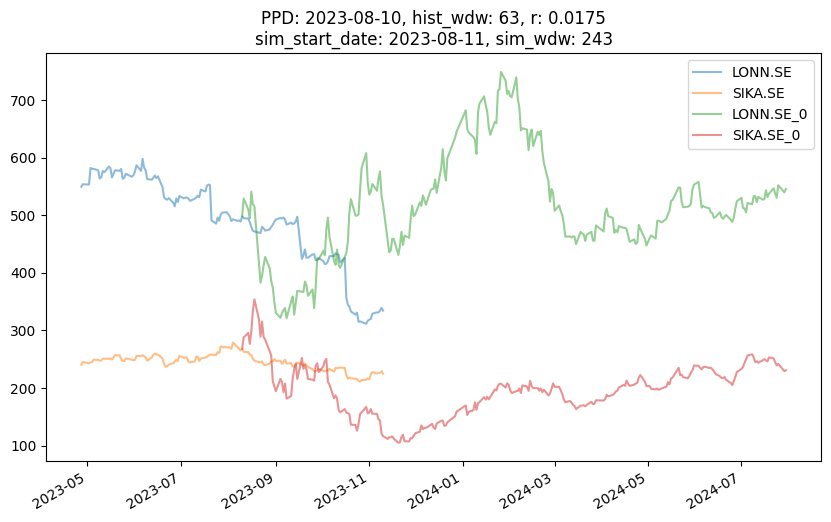 PPD: 2023-08-10, hist_wdw: 63, r: 0.0175
sim_start_date: 2023-08-11, sim_wdw: 243
LONN.SE
SIKA.SE
LONN.SE_0
SIKA.SE_0
700
600
500
400
300
200
100
2023-05
2023-07
2023-09
2023-11
2024-01
2024-03
2024-05
2024-07